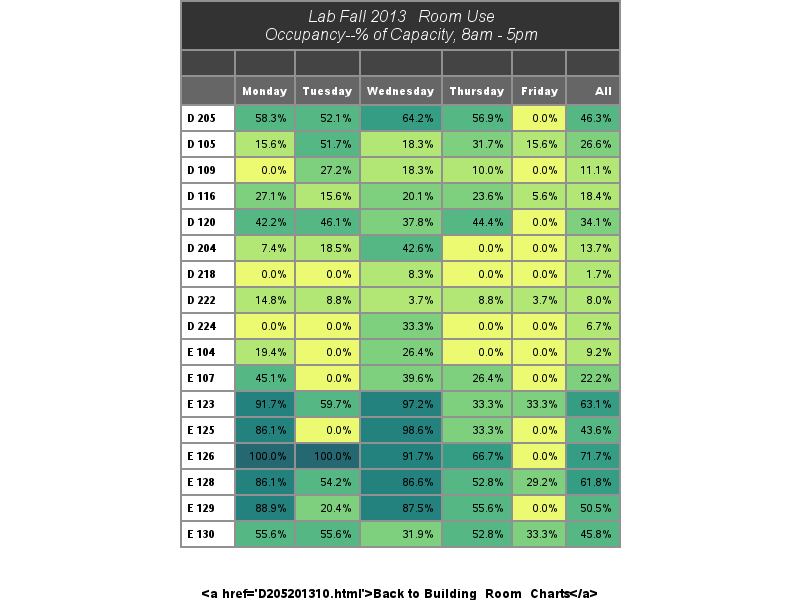 Lab Fall 2013 Room Use
Occupancy--% of Capacity, 8am - 5pm
Monday Tuesday Wednesday Thursday Friday All
D 205 58.3% 52.1% 64.2% 56.9% 0.0% 46.3%
D 105 15.6% 51.7% 18.3% 31.7% 15.6% 26.6%
D 109 0.0% 27.2% 18.3% 10.0% 0.0% 11.1%
D 116 27.1% 15.6% 20.1% 23.6% 5.6% 18.4%
D 120 42.2% 46.1% 37.8% 44.4% 0.0% 34.1%
D 204 7.4% 18.5% 42.6% 0.0% 0.0% 13.7%
D 218 0.0% 0.0% 8.3% 0.0% 0.0% 1.7%
D 222 14.8% 8.8% 3.7% 8.8% 3.7% 8.0%
D 224 0.0% 0.0% 33.3% 0.0% 0.0% 6.7%
E 104 19.4% 0.0% 26.4% 0.0% 0.0% 9.2%
E 107 45.1% 0.0% 39.6% 26.4% 0.0% 22.2%
E 123 91.7% 59.7% 97.2% 33.3% 33.3% 63.1%
E 125 86.1% 0.0% 98.6% 33.3% 0.0% 43.6%
E 126 100.0% 100.0% 91.7% 66.7% 0.0% 71.7%
E 128 86.1% 54.2% 86.6% 52.8% 29.2% 61.8%
E 129 88.9% 20.4% 87.5% 55.6% 0.0% 50.5%
E 130 55.6% 55.6% 31.9% 52.8% 33.3% 45.8%
<a href='D205201310.html'>Back to Building Room Charts</a>